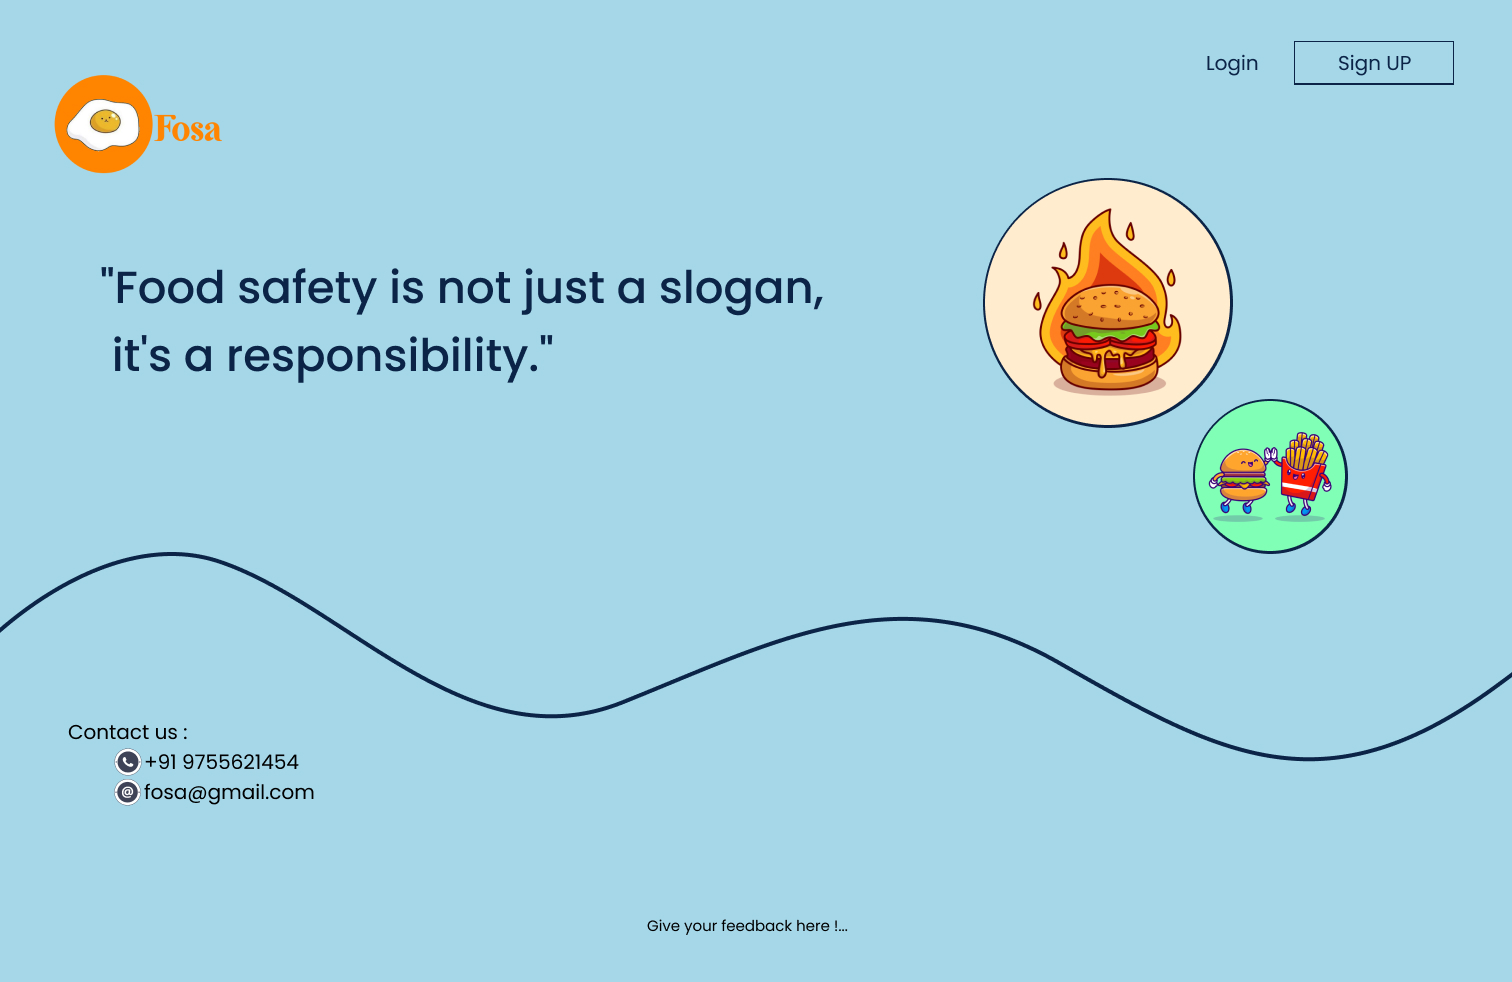 Login
Sign UP
Fosa
"Food safety is not just a slogan,
it's a responsibility."
Contact us :
+91 9755621454
@ fosa@gmail.com
Give your feedback here !...